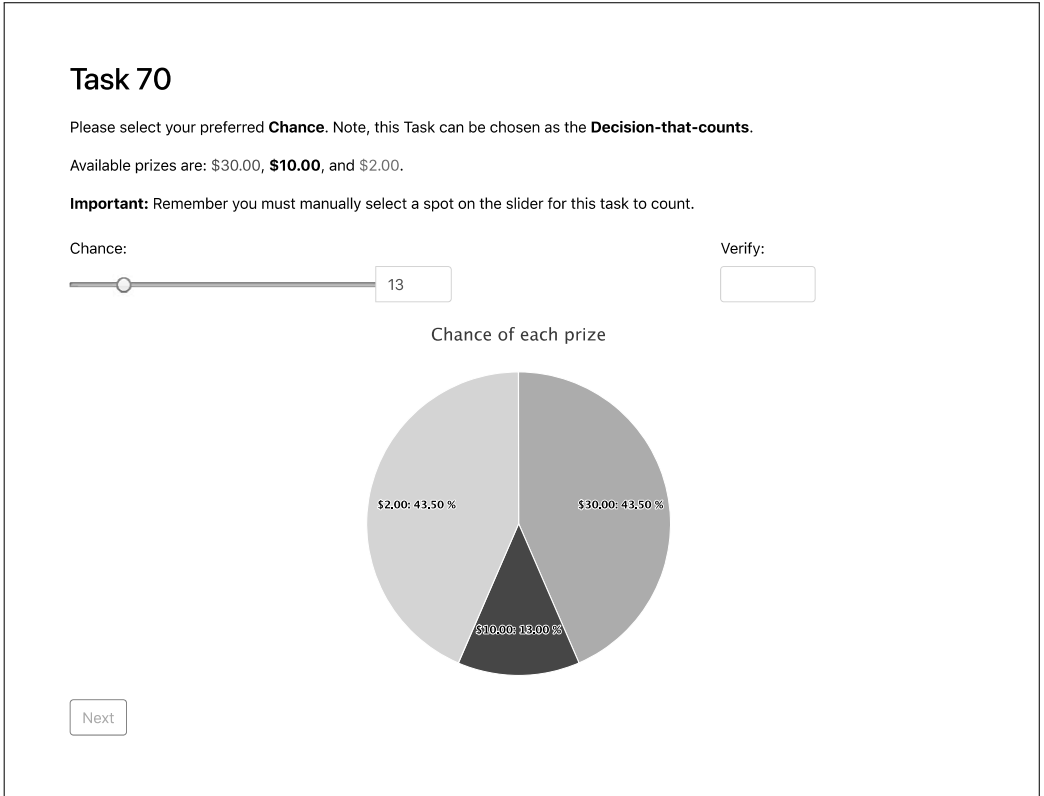 Task 70
Please select your preferred Chance. Note, this Task can be chosen as the Decision-that-counts.
Available prizes are: $30.00, $10.00, and $2.00.
Important: Remember you must manually select a spot on the slider for this task to count.
Chance:
Verify:
13
Chance of each prize
$2.00: 43.50 %
$30.00: 43.50 %
$10.00: 13.00 %
Next